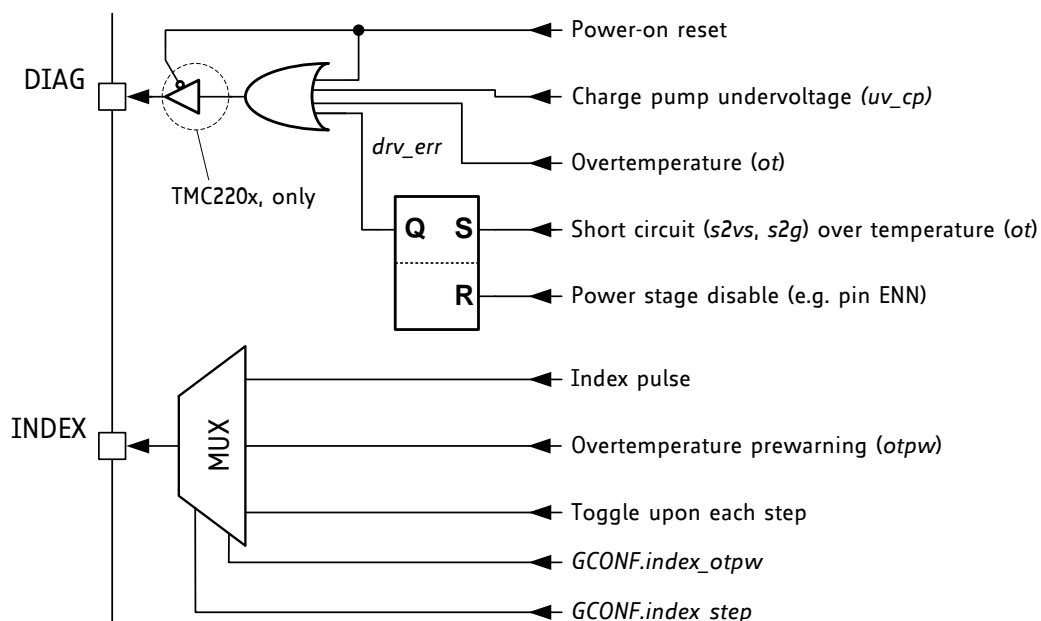 Power-on reset
DIAG
Charge pump undervoltage (uv_cp)
drv_err
Overtemperature (ot)
TMC220x, only
Q S
Short circuit (s2vs, s2g) over temperature (ot)
R
Power stage disable (e.g. pin ENN)
Index pulse
INDEX
MUX
Overtemperature prewarning (otpw)
Toggle upon each step
GCONF.index_otpw
GCONF.index step